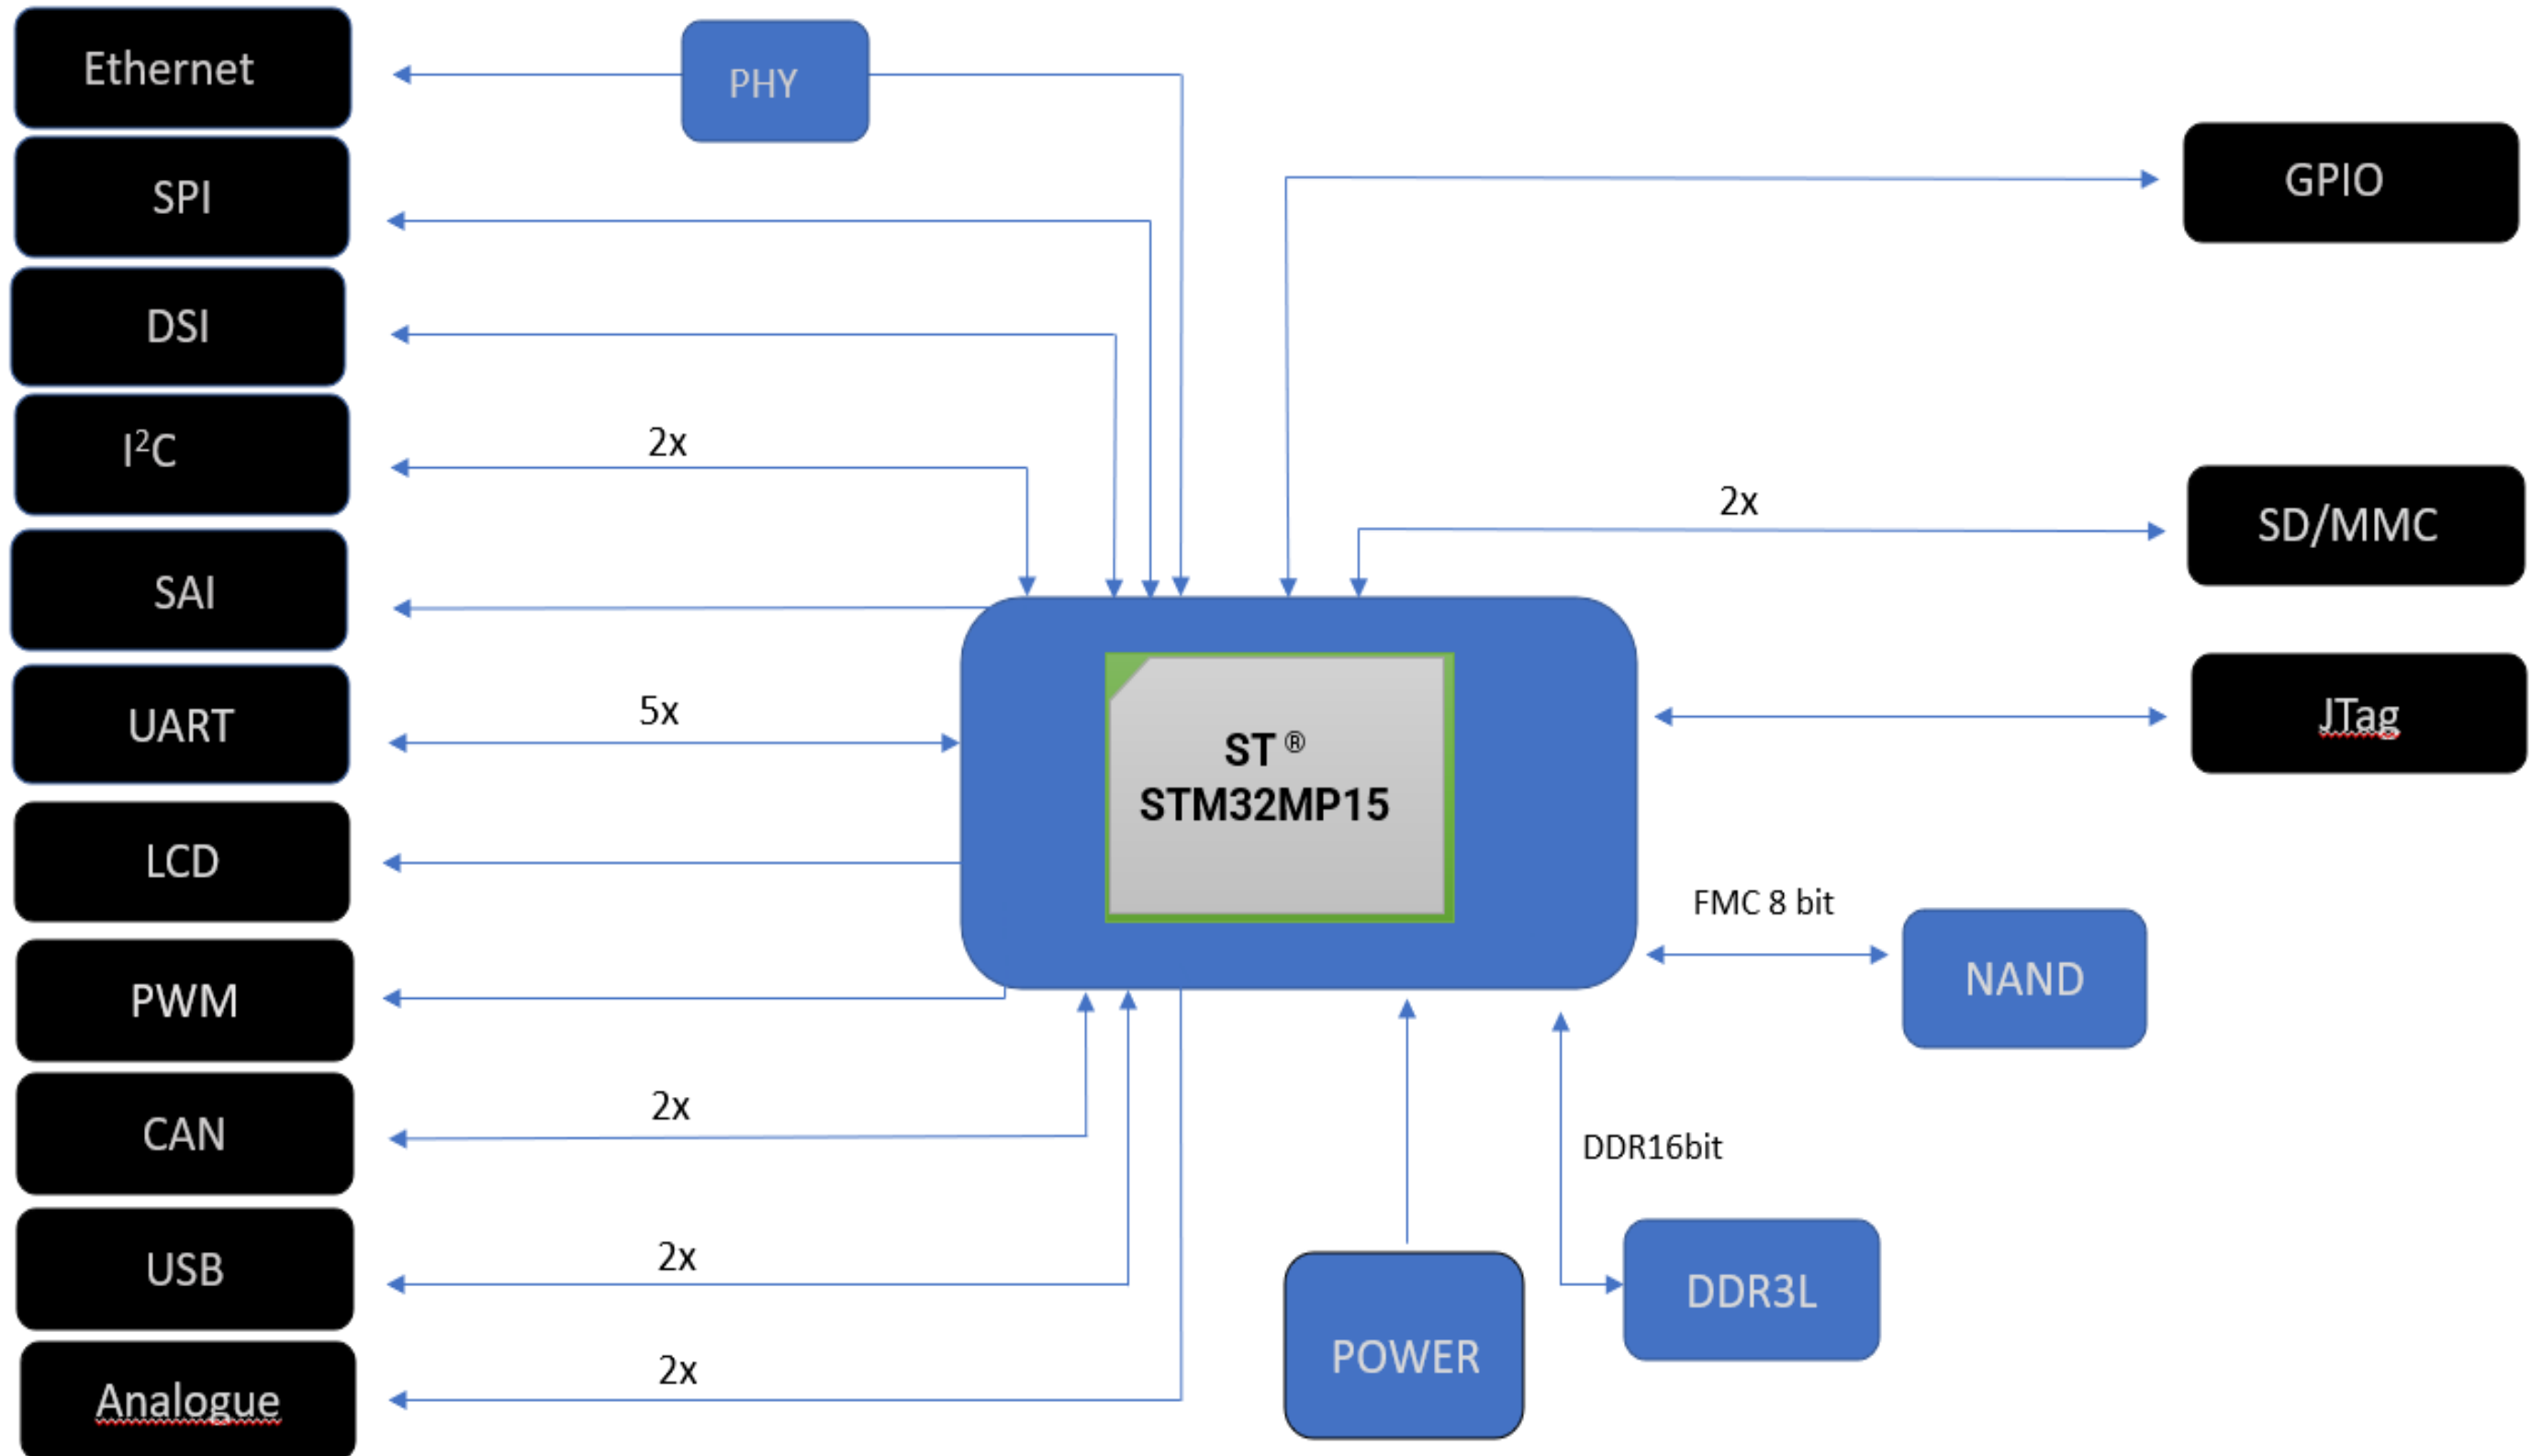 Ethernet
PHY
SPI
GPIO
DSI
I²C
2x
SD/MMC
2x
SAI
UART
5x
JTag
ST ®
STM32MP15
LCD
FMC 8 bit
NAND
PWM
CAN
2x
DDR16bit
USB
2x
DDR3L
POWER
Analogue
2x